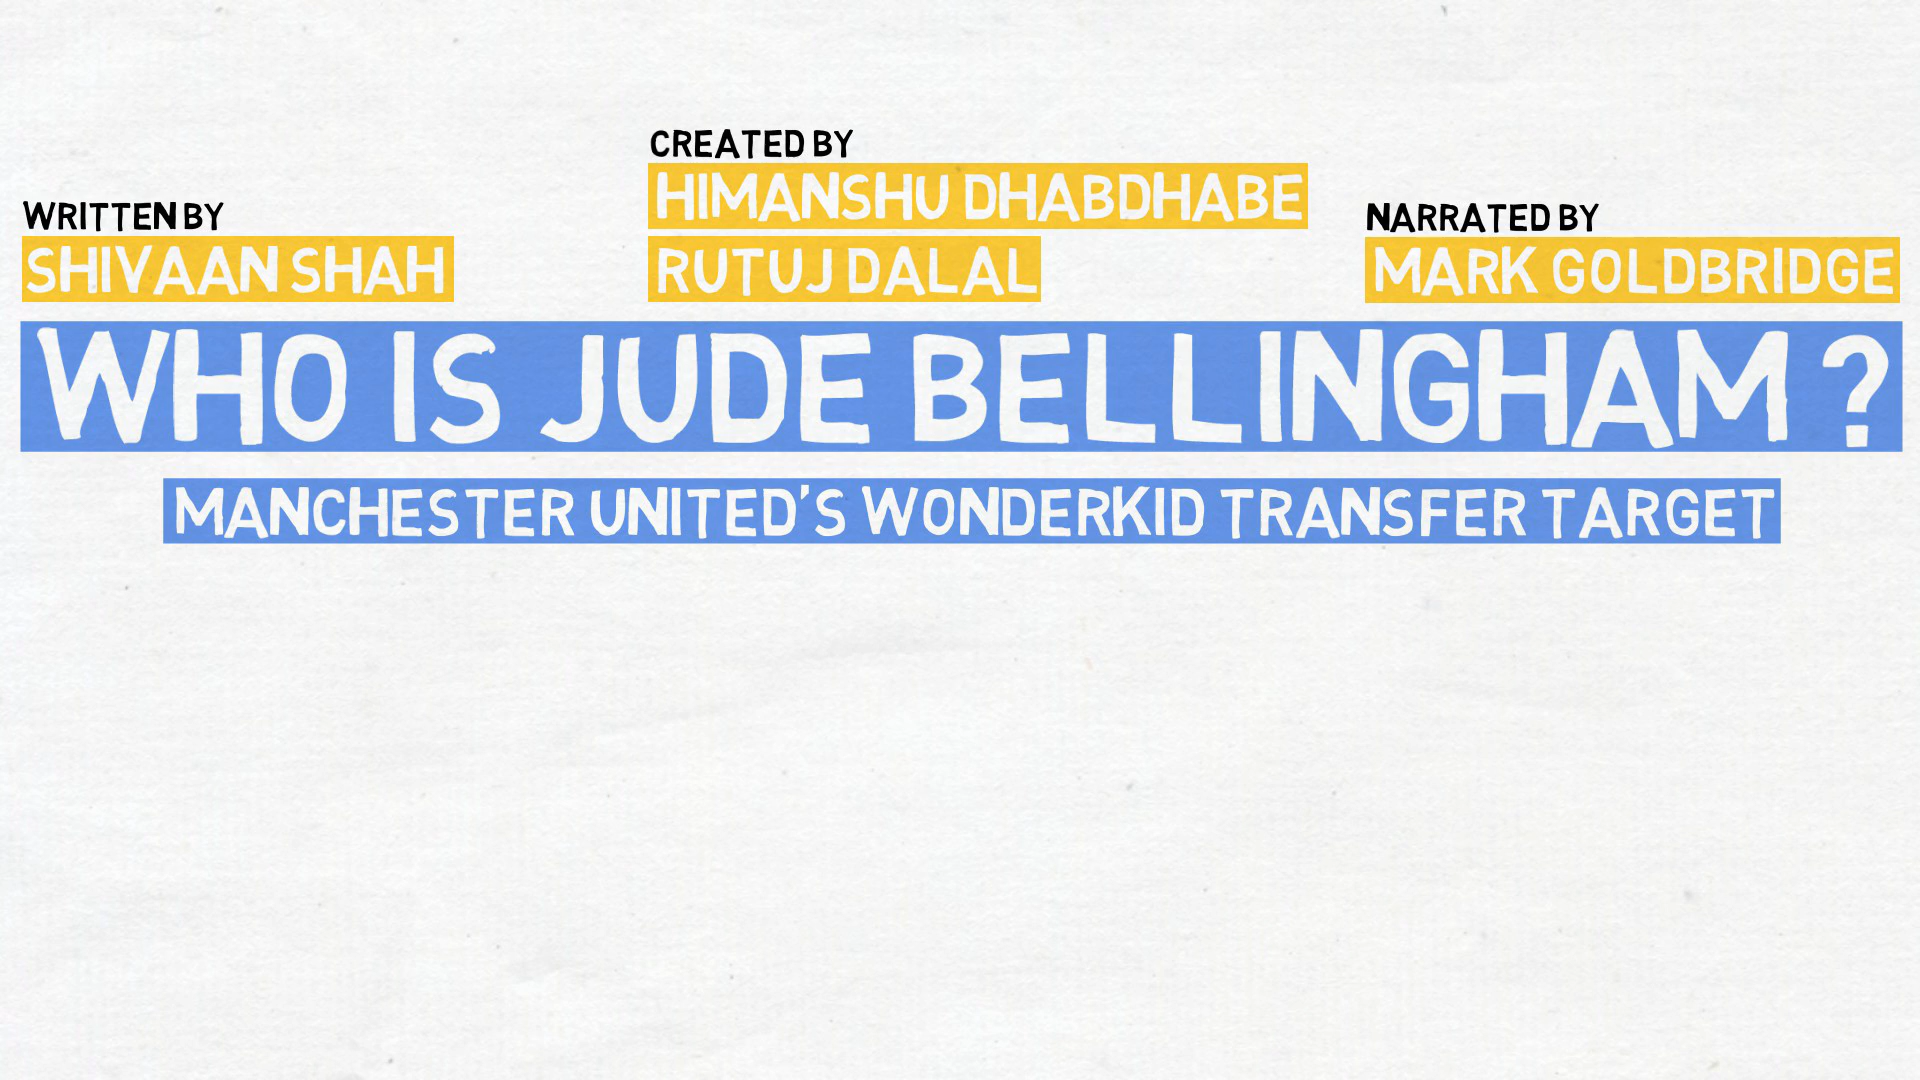 WRITTEN BY
SHIVAAN SHAH
CREATED BY
HIMANSHU DHABDHABE
RUTUJ DALAL
NARRATED BY
MARK GOLDBRIDGE
WHO IS JUDE BELLINGHAM ?
MANCHESTER UNITED'S WONDERKID TRANSFER TARGET